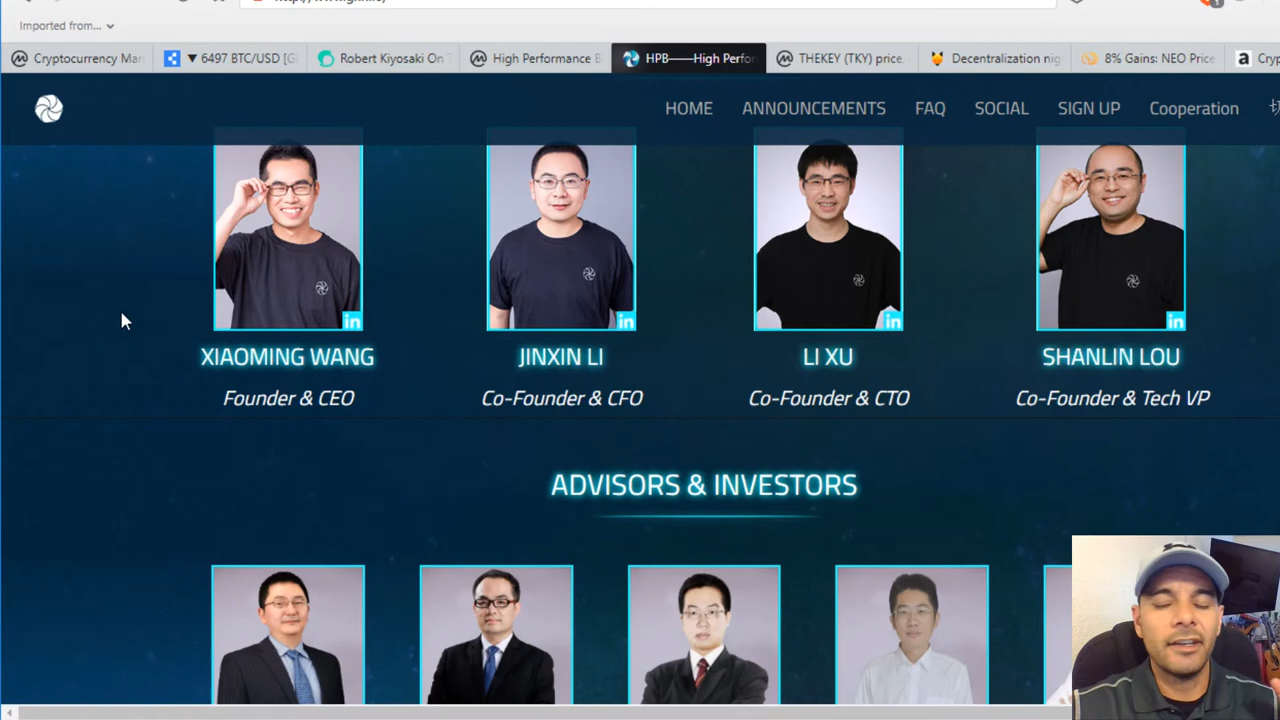 Imported from...
Cryptocurrency Mar
▼ 6497 BTC/USD [G
Robert Kiyosaki On T
High Performance B
HPB——High Perfor
THEKEY (TKY) price,
Decentralization nig
8% Gains: NEO Price
Cryp
HOME
ANNOUNCEMENTS
FAQ
SOCIAL
SIGN UP
Cooperation
XIAOMING WANG
JINXIN LI
LI XU
SHANLIN LOU
Founder & CEO
Co-Founder & CFO
Co-Founder & CTO
Co-Founder & Tech VP
ADVISORS & INVESTORS